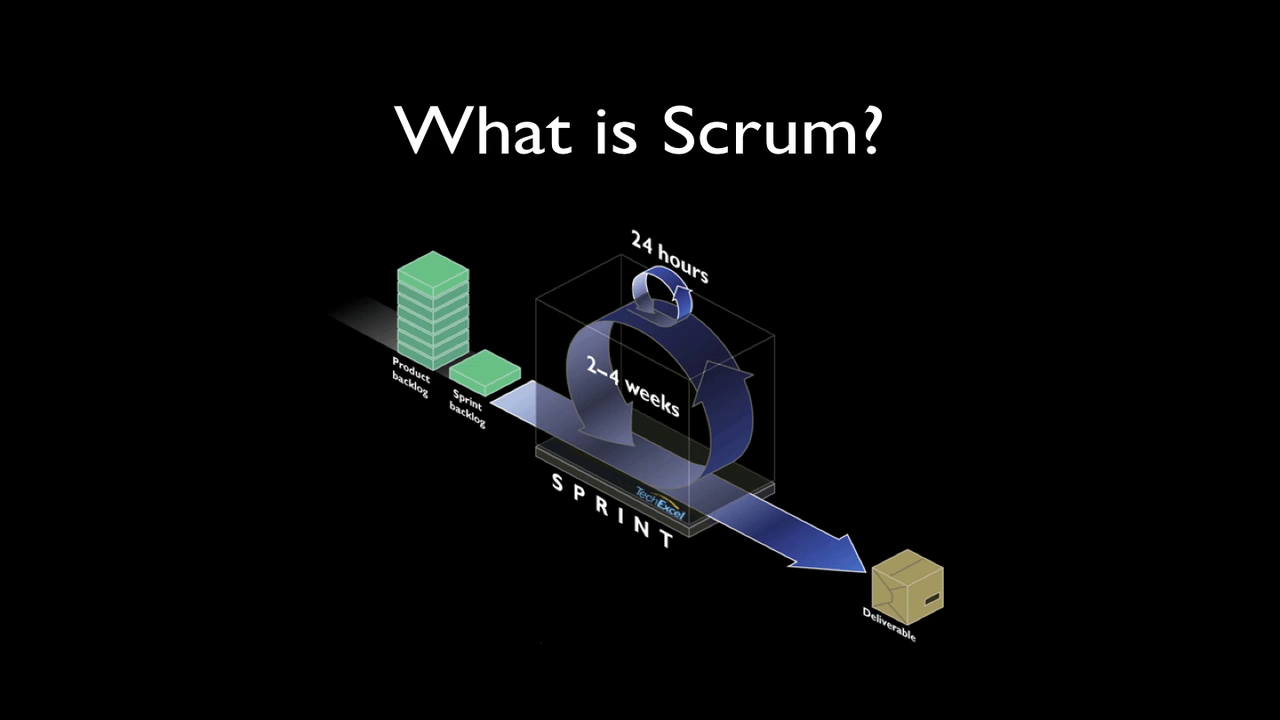 What is Scrum?
24 hours
2–4 weeks
Product
backlog
Sprint
backlog
SPRINT
TechExcel
Deliverable